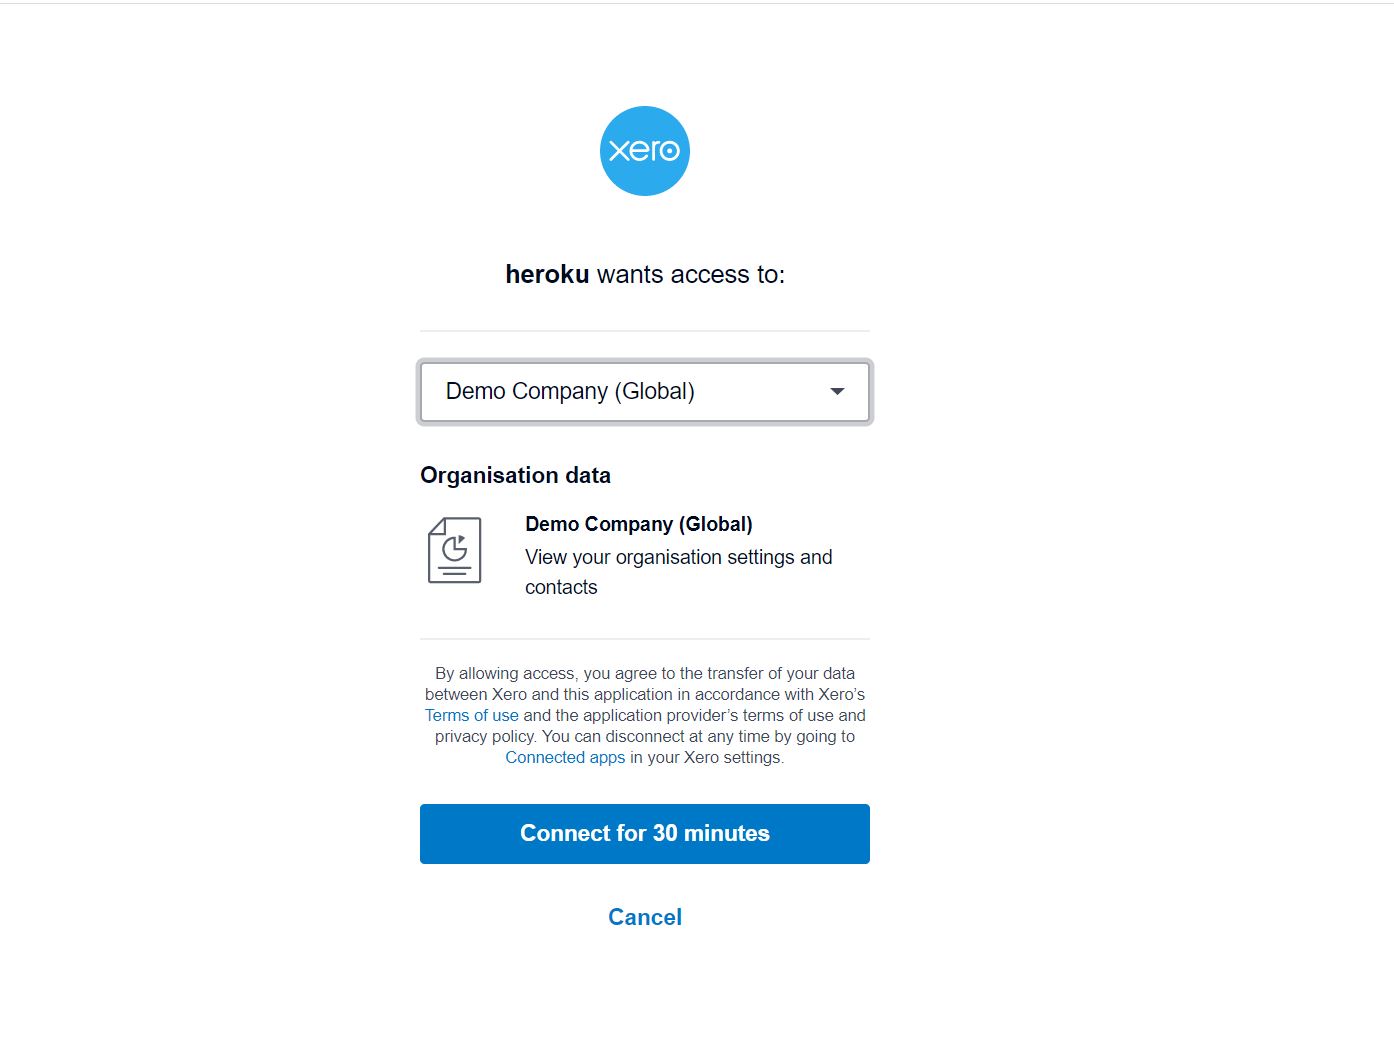 xero
heroku wants access to:
Demo Company (Global)
Organisation data
Demo Company (Global)
View your organisation settings and
contacts
By allowing access, you agree to the transfer of your data
between Xero and this application in accordance with Xero’s
Terms of use and the application provider’s terms of use and
privacy policy. You can disconnect at any time by going to
Connected apps in your Xero settings.
Connect for 30 minutes
Cancel